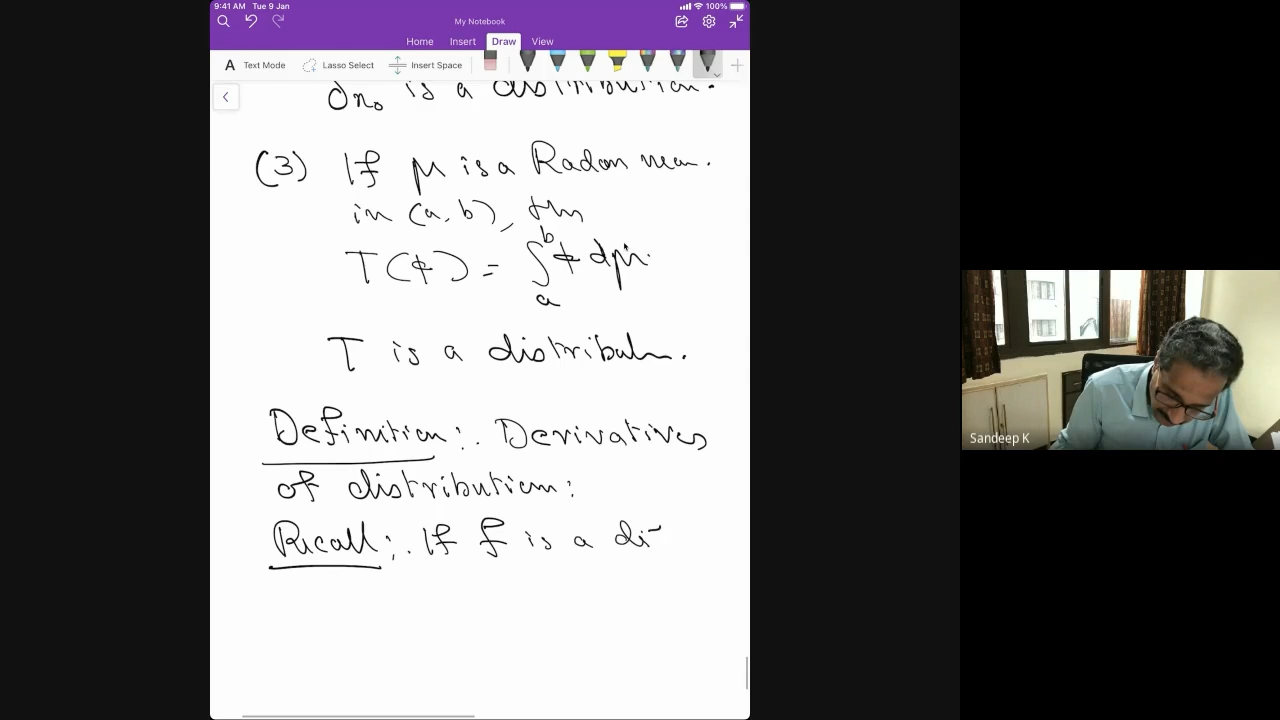 9:41 AM Tue 9 Jan
100%
My Notebook
Home Insert Draw View
A Text Mode Lasso Select Insert Space
δx₀ is a distribution.
(3) If μ is a Radon mea.
in (a, b), then
T(ϕ) = ∫ₐᵇ ϕ dμ.
T is a distribution.
Definition:. Derivatives
of distribution:
Recall:. If f is a di
Sandeep K